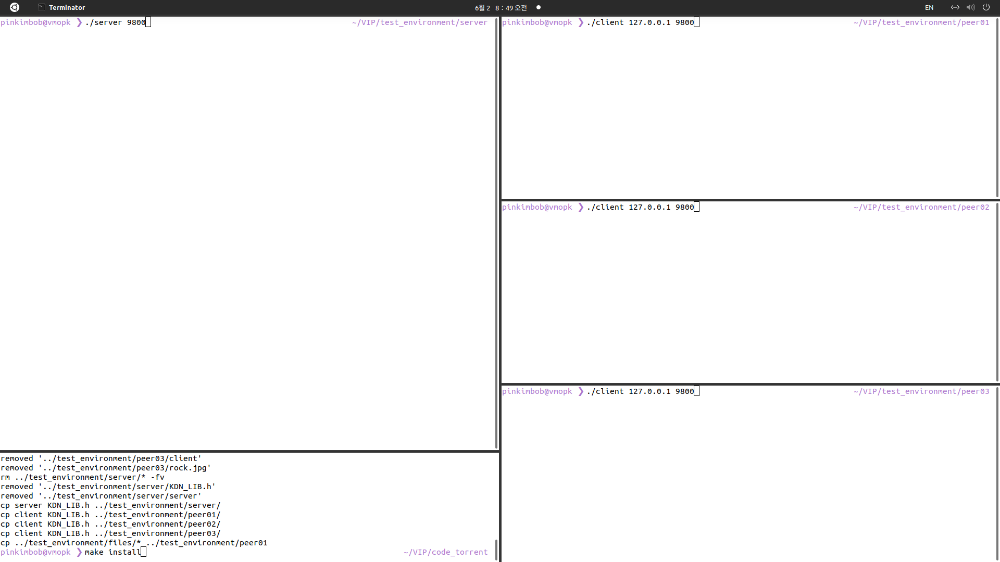 Terminator
6월 2 8 : 49 오전
EN
pinkimbob@vmopk ❯ ./server 9800 ~/VIP/test_environment/server
removed '../test_environment/peer03/client'
removed '../test_environment/peer03/rock.jpg'
rm ../test_environment/server/* -fv
removed '../test_environment/server/KDN_LIB.h'
removed '../test_environment/server/server'
cp server KDN_LIB.h ../test_environment/server/
cp client KDN_LIB.h ../test_environment/peer01/
cp client KDN_LIB.h ../test_environment/peer02/
cp client KDN_LIB.h ../test_environment/peer03/
cp ../test_environment/files/* ../test_environment/peer01
pinkimbob@vmopk ❯ make install ~/VIP/code_torrent
pinkimbob@vmopk ❯ ./client 127.0.0.1 9800 ~/VIP/test_environment/peer01
pinkimbob@vmopk ❯ ./client 127.0.0.1 9800 ~/VIP/test_environment/peer02
pinkimbob@vmopk ❯ ./client 127.0.0.1 9800 ~/VIP/test_environment/peer03